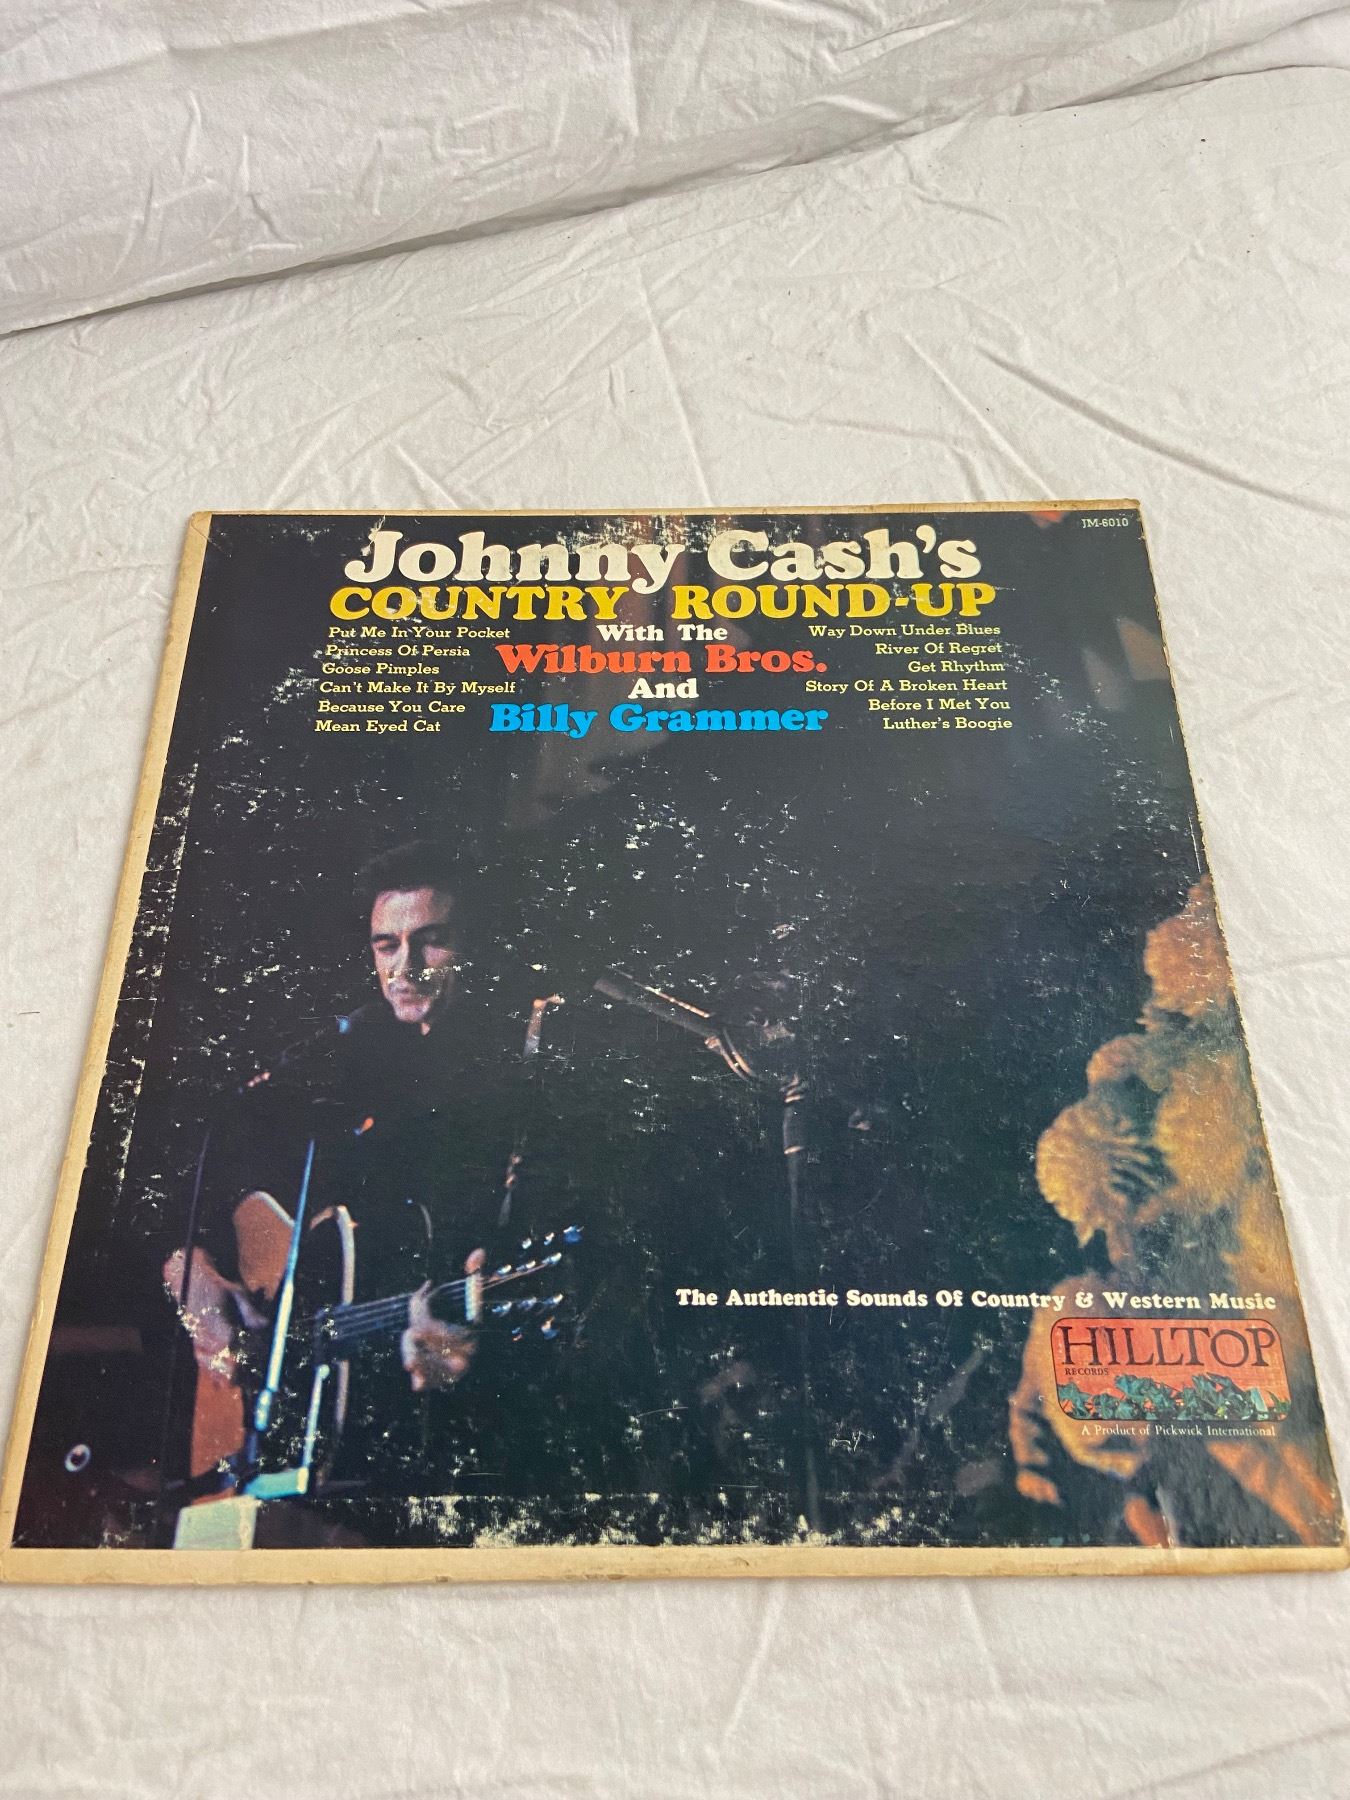 JM-6010
Johnny Cash's
COUNTRY ROUND-UP
With The
Wilburn Bros.
And
Billy Grammer
Put Me In Your Pocket
Princess Of Persia
Goose Pimples
Can't Make It By Myself
Because You Care
Mean Eyed Cat
Way Down Under Blues
River Of Regret
Get Rhythm
Story Of A Broken Heart
Before I Met You
Luther's Boogie
The Authentic Sounds Of Country & Western Music
HILLTOP
RECORDS
A Product of Pickwick International